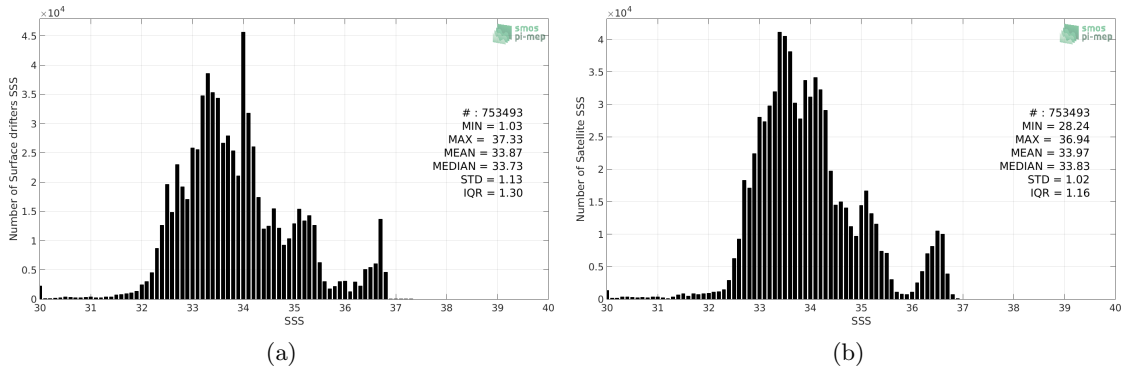 ×10⁴
smos
pi-mep
Number of Surface drifters SSS
4.5
4
3.5
3
2.5
2
1.5
1
0.5
0
# : 753493
MIN = 1.03
MAX = 37.33
MEAN = 33.87
MEDIAN = 33.73
STD = 1.13
IQR = 1.30
30 31 32 33 34 35 36 37 38 39 40
SSS
(a)
×10⁴
smos
pi-mep
Number of Satellite SSS
4
3.5
3
2.5
2
1.5
1
0.5
0
# : 753493
MIN = 28.24
MAX = 36.94
MEAN = 33.97
MEDIAN = 33.83
STD = 1.02
IQR = 1.16
30 31 32 33 34 35 36 37 38 39 40
SSS
(b)